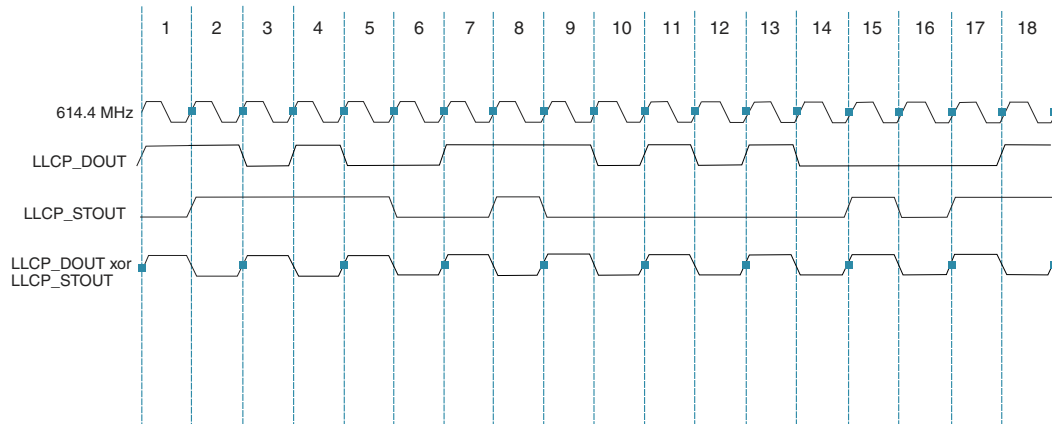 1 2 3 4 5 6 7 8 9 10 11 12 13 14 15 16 17 18
614.4 MHz
LLCP_DOUT
LLCP_STOUT
LLCP_DOUT xor
LLCP_STOUT